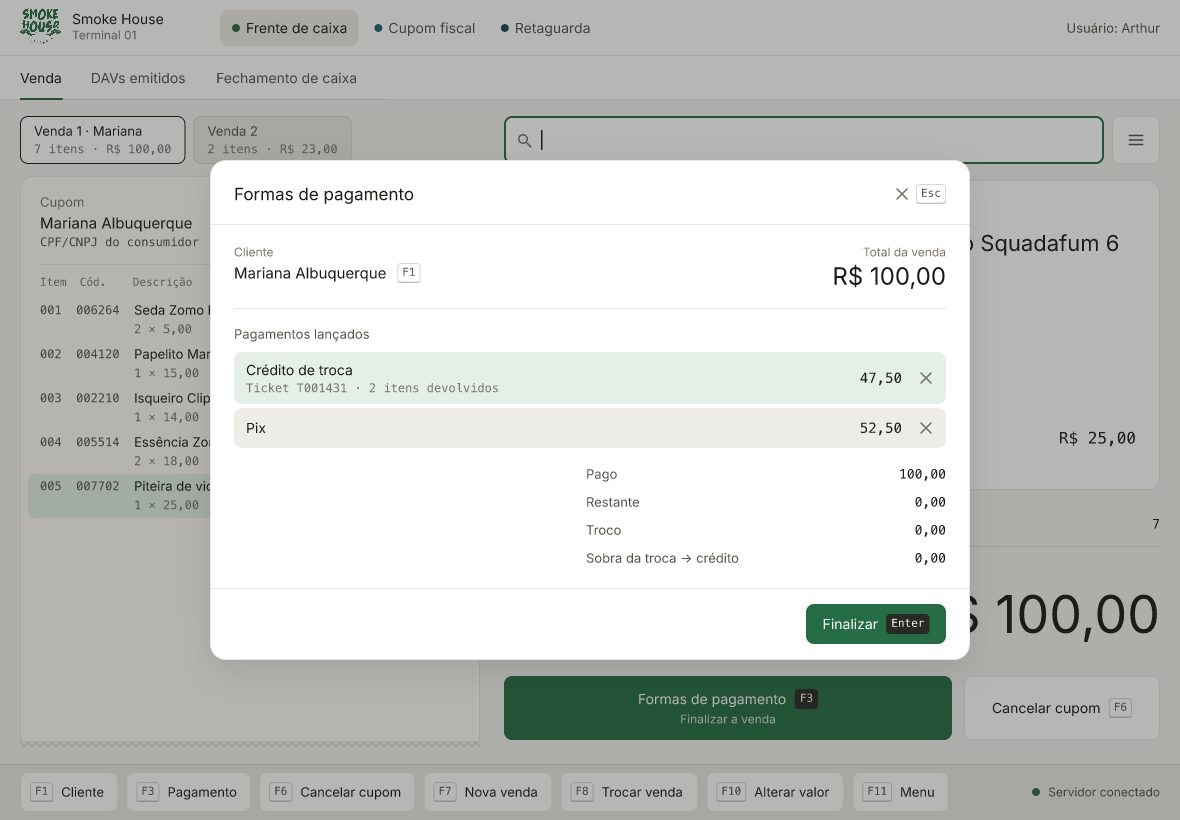 SMOKE
HOUSE
Smoke House
Terminal 01
Frente de caixa
Cupom fiscal
Retaguarda
Usuário: Arthur
Venda
DAVs emitidos
Fechamento de caixa
Venda 1 · Mariana
7 itens · R$ 100,00
Venda 2
2 itens · R$ 23,00
Formas de pagamento
Esc
Cupom
Mariana Albuquerque
CPF/CNPJ do consumidor
Item Cód. Descrição
001 006264 Seda Zomo
2 × 5,00
002 004120 Papelito Mar
1 × 15,00
003 002210 Isqueiro Clip
1 × 14,00
004 005514 Essência Zo
2 × 18,00
005 007702 Piteira de vid
1 × 25,00
Cliente
Mariana Albuquerque F1
Total da venda
R$ 100,00
Pagamentos lançados
Crédito de troca
Ticket T001431 · 2 itens devolvidos
47,50
Pix 52,50
Pago 100,00
Restante 0,00
Troco 0,00
Sobra da troca → crédito 0,00
Finalizar Enter
Squadafum 6
R$ 25,00
7
100,00
Formas de pagamento F3
Finalizar a venda
Cancelar cupom F6
F1 Cliente
F3 Pagamento
F6 Cancelar cupom
F7 Nova venda
F8 Trocar venda
F10 Alterar valor
F11 Menu
Servidor conectado